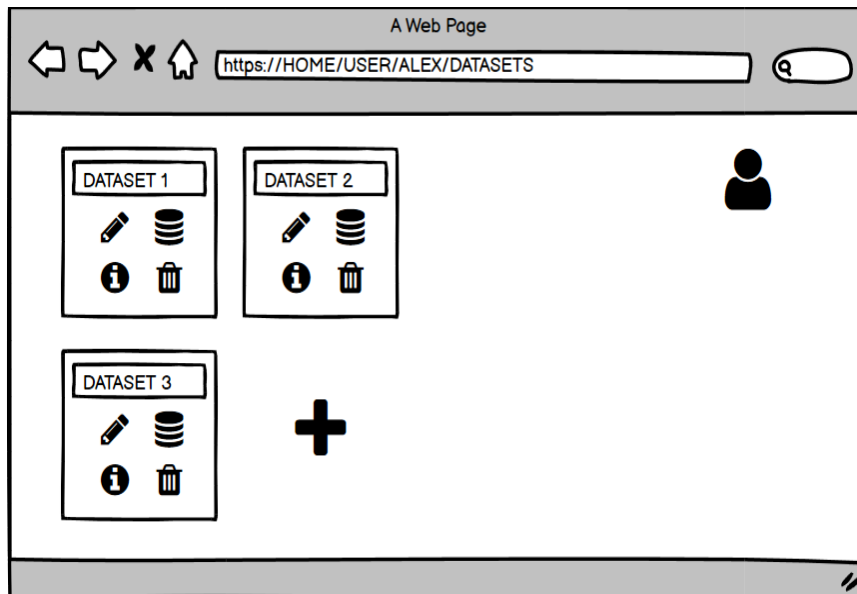 A Web Page
https://HOME/USER/ALEX/DATASETS
DATASET 1
DATASET 2
DATASET 3